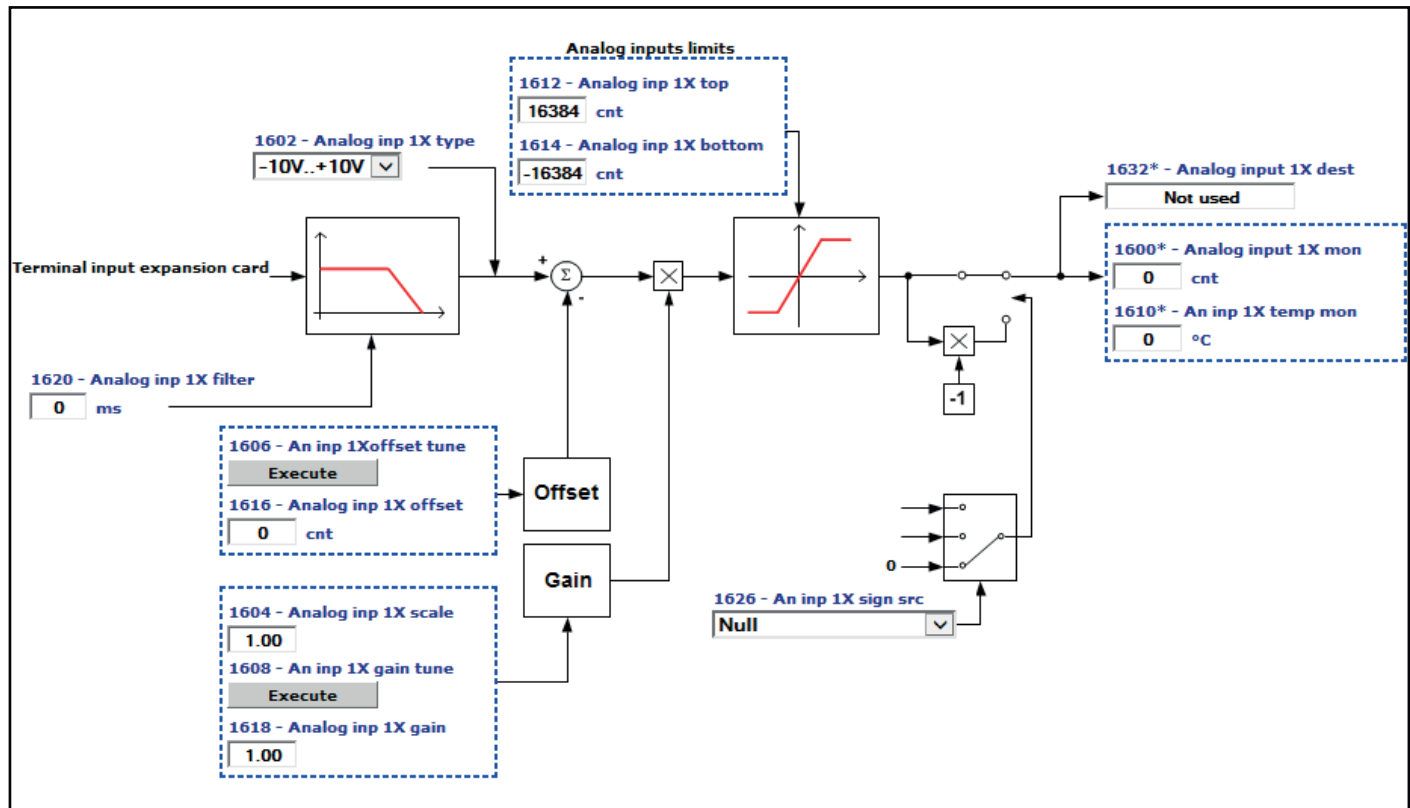 Analog inputs limits
1612 - Analog inp 1X top
16384 cnt
1614 - Analog inp 1X bottom
-16384 cnt
1602 - Analog inp 1X type
-10V..+10V
1632* - Analog input 1X dest
Not used
1600* - Analog input 1X mon
0 cnt
1610* - An inp 1X temp mon
0 °C
Terminal input expansion card
+
Σ
-
X
X
-1
1620 - Analog inp 1X filter
0 ms
1606 - An inp 1Xoffset tune
Execute
1616 - Analog inp 1X offset
0 cnt
Offset
Gain
1604 - Analog inp 1X scale
1.00
1608 - An inp 1X gain tune
Execute
1618 - Analog inp 1X gain
1.00
0
1626 - An inp 1X sign src
Null